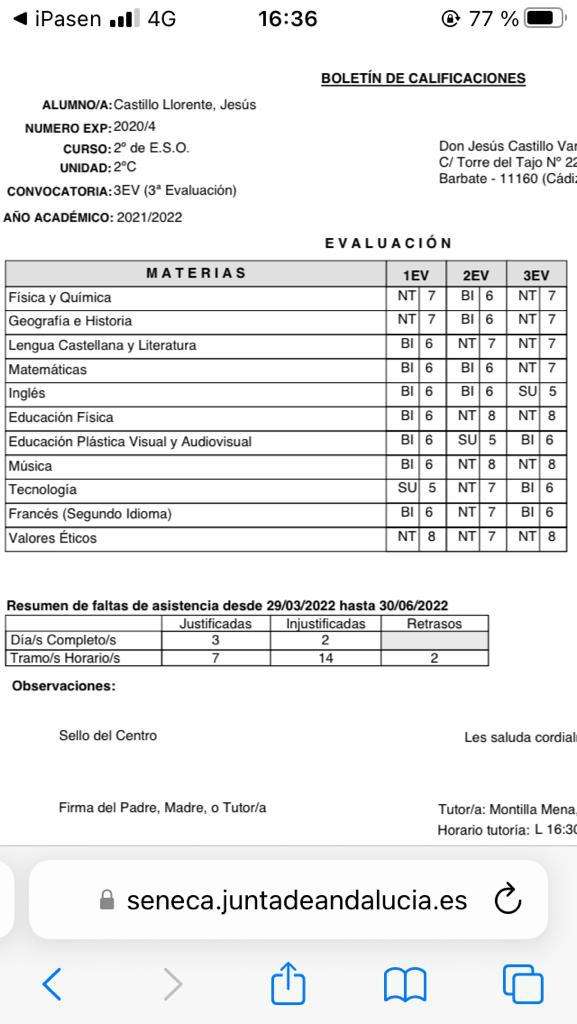 ◀ iPasen 4G 16:36 77 %
BOLETÍN DE CALIFICACIONES
ALUMNO/A: Castillo Llorente, Jesús
NUMERO EXP: 2020/4
CURSO: 2º de E.S.O.
UNIDAD: 2ºC
CONVOCATORIA: 3EV (3ª Evaluación)
AÑO ACADÉMICO: 2021/2022
Don Jesús Castillo Var
C/ Torre del Tajo Nº 22
Barbate - 11160 (Cádiz
EVALUACIÓN
MATERIAS 1EV 2EV 3EV
Física y Química NT 7 BI 6 NT 7
Geografía e Historia NT 7 BI 6 NT 7
Lengua Castellana y Literatura BI 6 NT 7 NT 7
Matemáticas BI 6 BI 6 NT 7
Inglés BI 6 BI 6 SU 5
Educación Física BI 6 NT 8 NT 8
Educación Plástica Visual y Audiovisual BI 6 SU 5 BI 6
Música BI 6 NT 8 NT 8
Tecnología SU 5 NT 7 BI 6
Francés (Segundo Idioma) BI 6 NT 7 BI 6
Valores Éticos NT 8 NT 7 NT 8
Resumen de faltas de asistencia desde 29/03/2022 hasta 30/06/2022
Justificadas Injustificadas Retrasos
Día/s Completo/s 3 2
Tramo/s Horario/s 7 14 2
Observaciones:
Sello del Centro Les saluda cordial
Firma del Padre, Madre, o Tutor/a Tutor/a: Montilla Mena,
Horario tutoría: L 16:30
seneca.juntadeandalucia.es